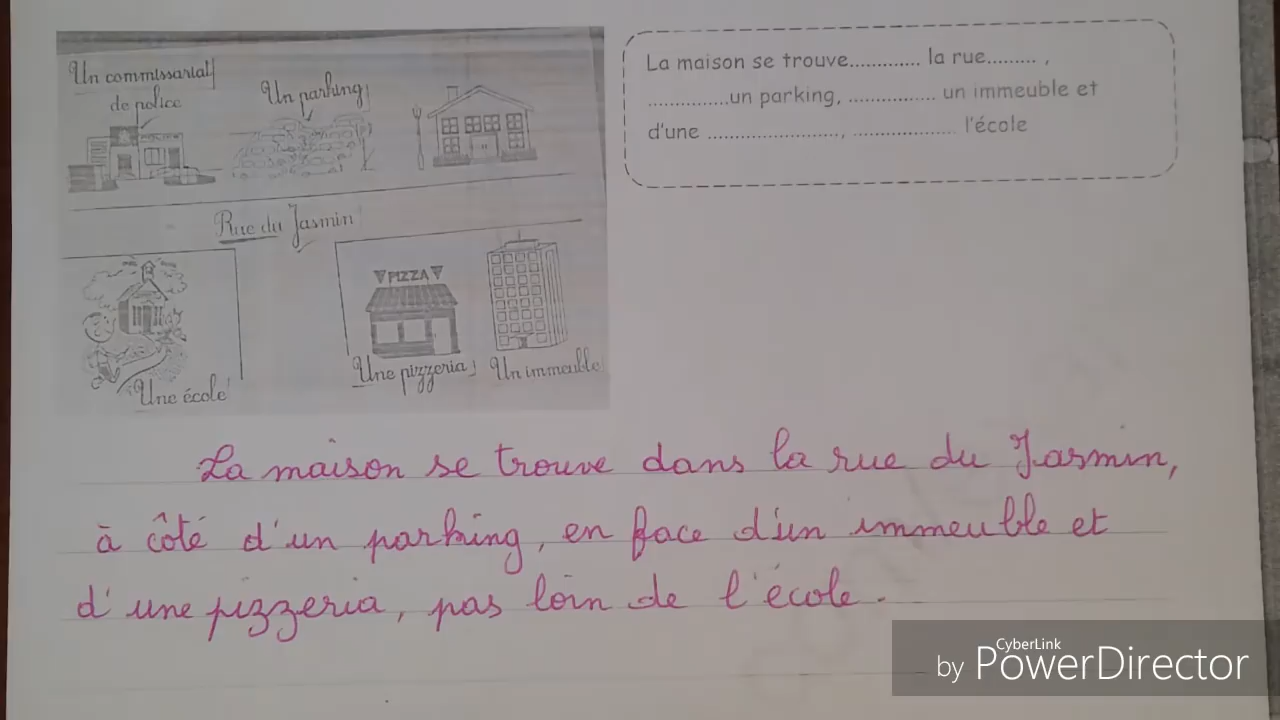 Un commissariat
de police
Un parking
Rue du Jasmin
PIZZA
Une école
Une pizzeria
Un immeuble
La maison se trouve............. la rue......... ,
...............un parking, ................ un immeuble et
d'une ........................, ................... l'école
La maison se trouve dans la rue du Jasmin,
à côté d'un parking, en face d'un immeuble et
d'une pizzeria, pas loin de l'école.
CyberLink
by PowerDirector